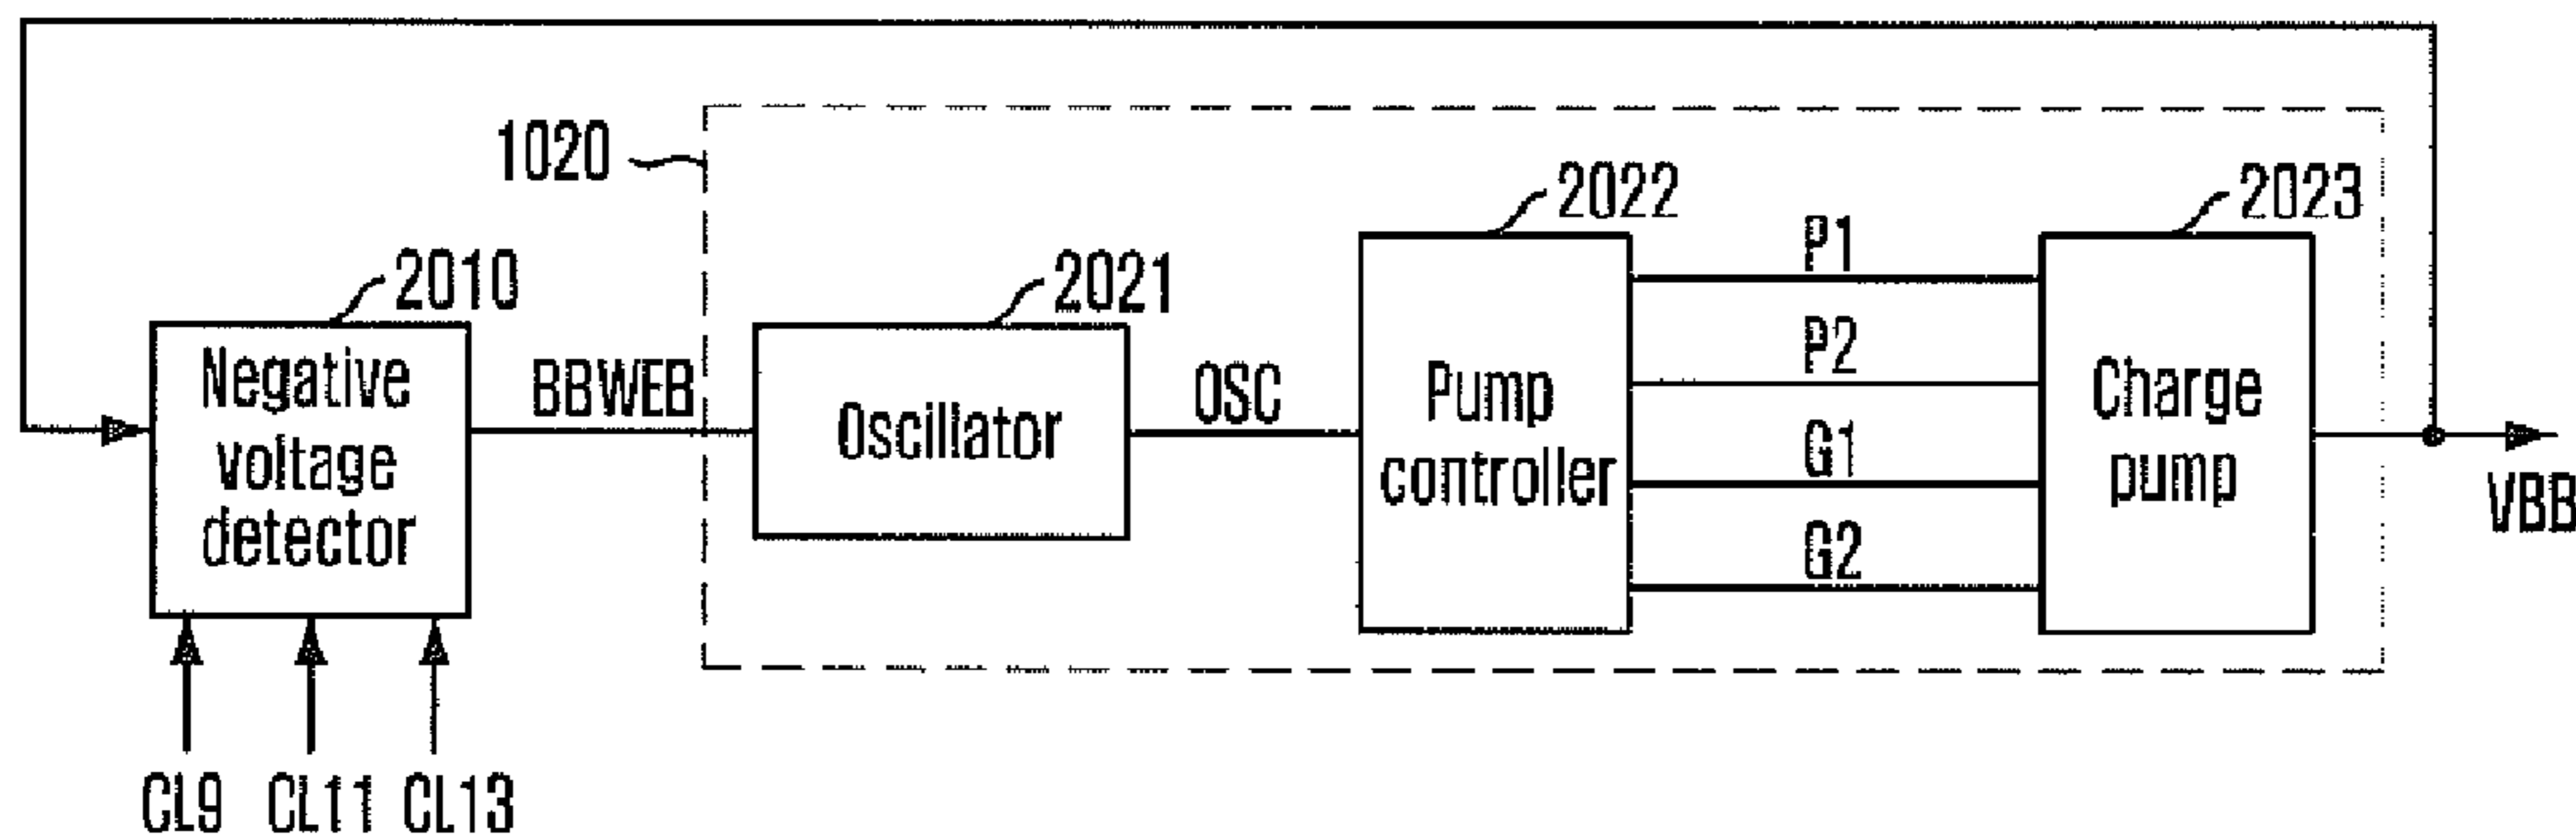 1020
2022
2023
2010
2021
P1
P2
G1
G2
Negative
voltage
detector
BBWEB
Oscillator
OSC
Pump
controller
Charge
pump
VBB
CL9 CL11 CL13